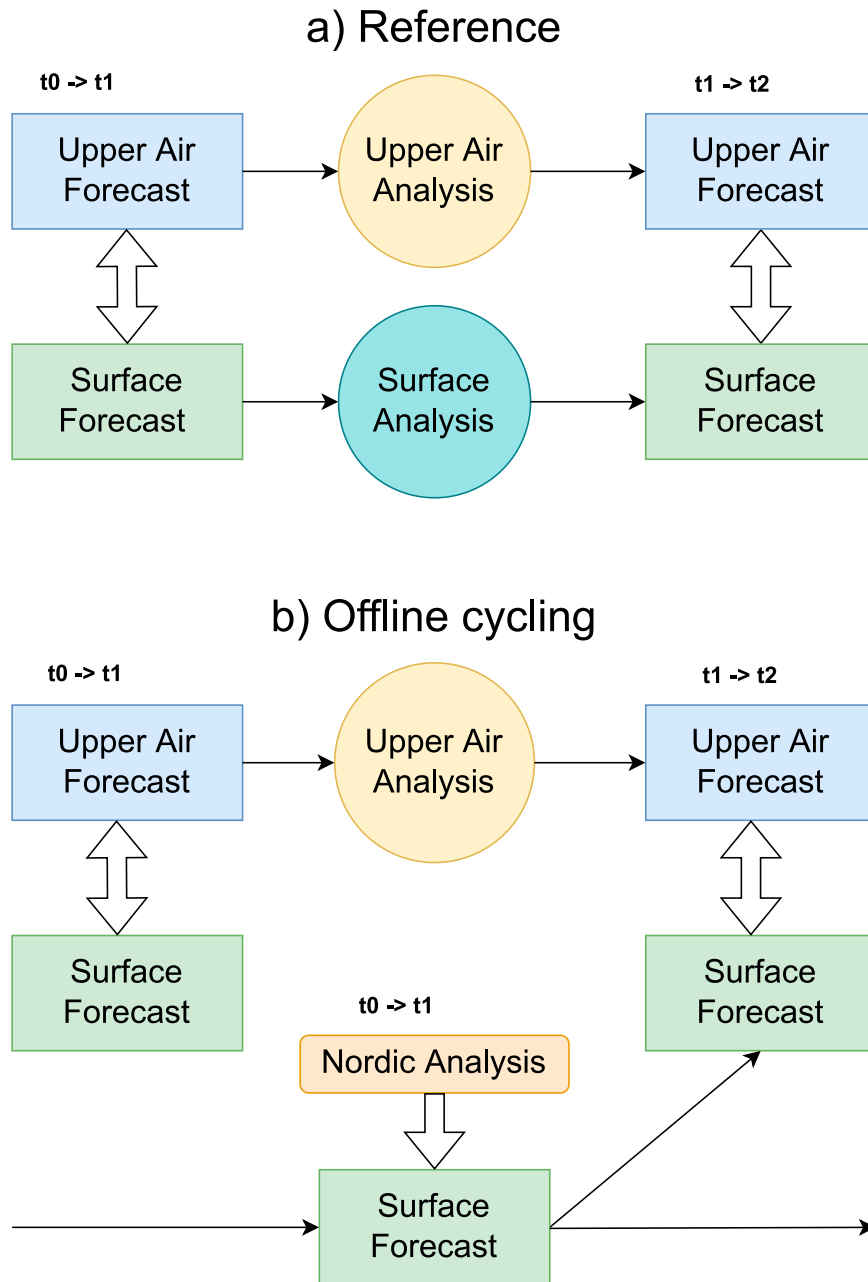 a) Reference
t0 -> t1
t1 -> t2
Upper Air
Forecast
Upper Air
Analysis
Upper Air
Forecast
Surface
Forecast
Surface
Analysis
Surface
Forecast
b) Offline cycling
t0 -> t1
t1 -> t2
Upper Air
Forecast
Upper Air
Analysis
Upper Air
Forecast
Surface
Forecast
Surface
Forecast
t0 -> t1
Nordic Analysis
Surface
Forecast